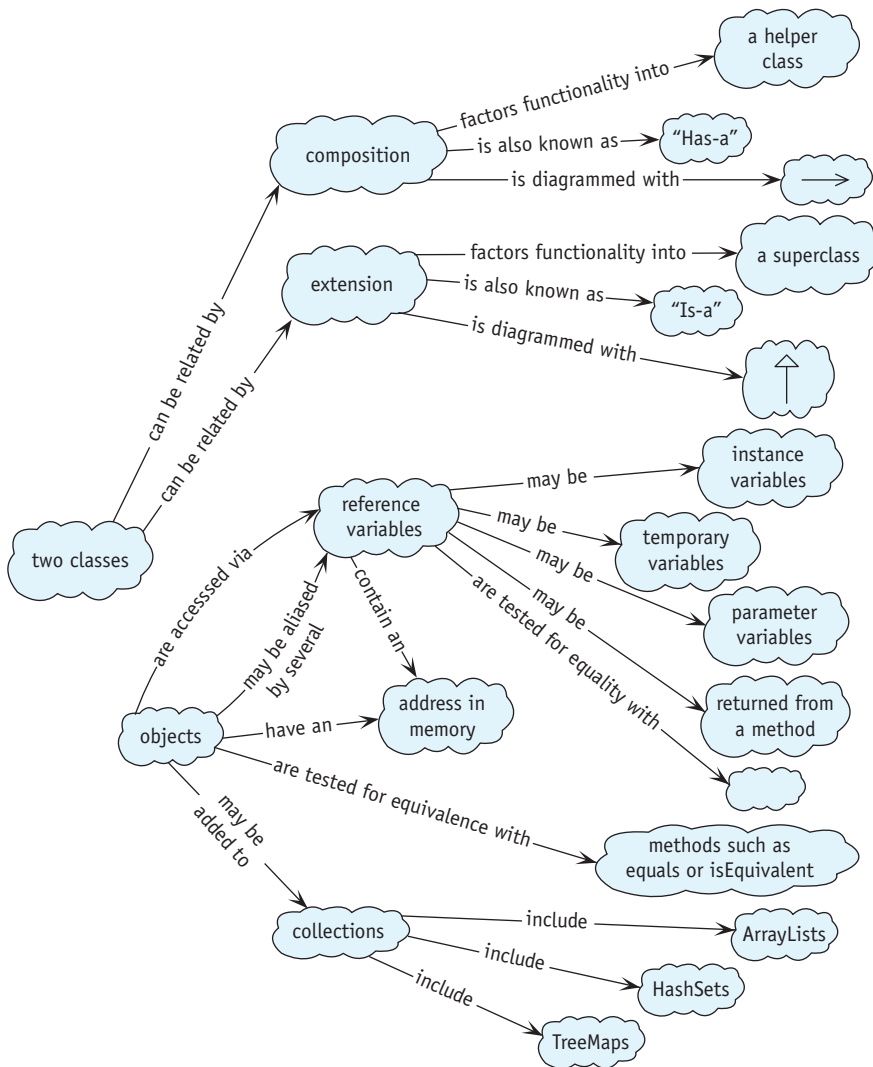 a helper
class
factors functionality into
composition
is also known as
“Has-a”
is diagrammed with
factors functionality into
a superclass
extension
is also known as
“Is-a”
is diagrammed with
can be related by
can be related by
two classes
instance
variables
may be
reference
variables
may be
temporary
variables
may be
parameter
variables
may be
returned from
a method
are tested for equality with
are accesssed via
may be aliased
by several
contain an
address in
memory
objects
have an
are tested for equivalence with
methods such as
equals or isEquivalent
may be
added to
collections
include
ArrayLists
include
HashSets
include
TreeMaps